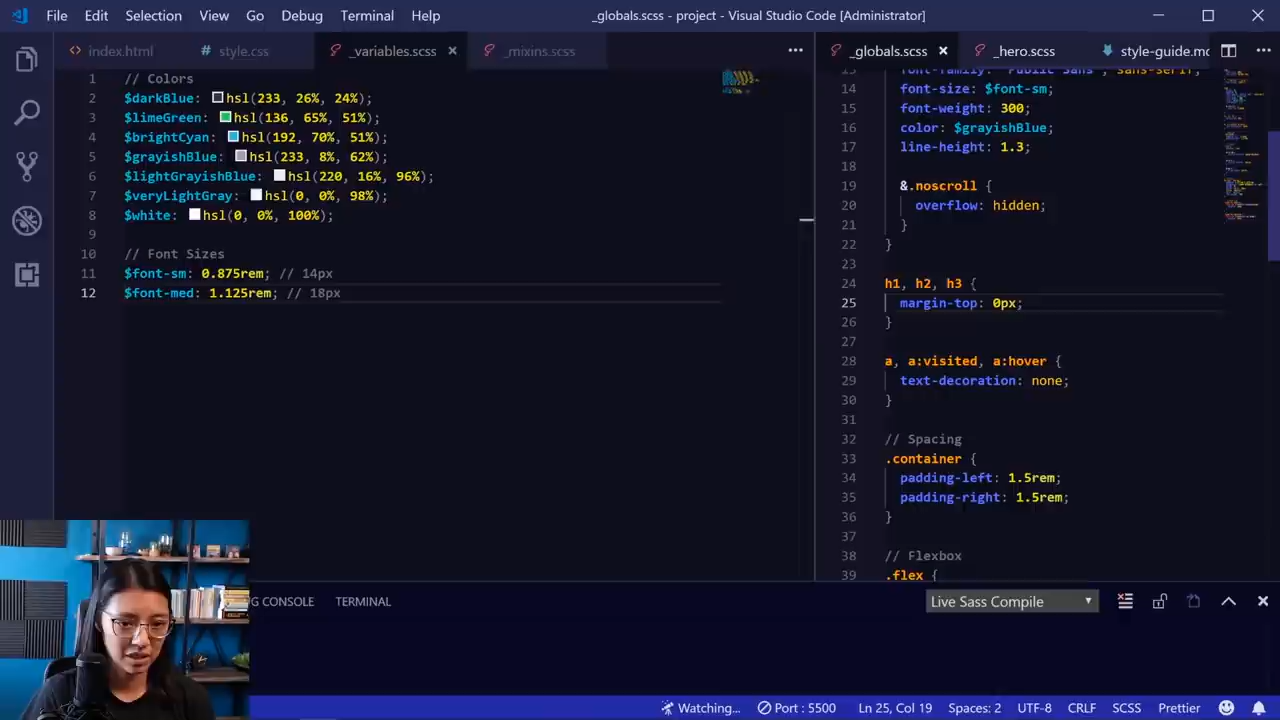 File Edit Selection View Go Debug Terminal Help
_globals.scss - project - Visual Studio Code [Administrator]
index.html
style.css
_variables.scss
_mixins.scss
_globals.scss
_hero.scss
style-guide.mc
1 // Colors
2 $darkBlue: hsl(233, 26%, 24%);
3 $limeGreen: hsl(136, 65%, 51%);
4 $brightCyan: hsl(192, 70%, 51%);
5 $grayishBlue: hsl(233, 8%, 62%);
6 $lightGrayishBlue: hsl(220, 16%, 96%);
7 $veryLightGray: hsl(0, 0%, 98%);
8 $white: hsl(0, 0%, 100%);
9
10 // Font Sizes
11 $font-sm: 0.875rem; // 14px
12 $font-med: 1.125rem; // 18px
13 font-family: "Public Sans", sans-serif;
14 font-size: $font-sm;
15 font-weight: 300;
16 color: $grayishBlue;
17 line-height: 1.3;
18
19 &.noscroll {
20 overflow: hidden;
21 }
22 }
23
24 h1, h2, h3 {
25 margin-top: 0px;
26 }
27
28 a, a:visited, a:hover {
29 text-decoration: none;
30 }
31
32 // Spacing
33 .container {
34 padding-left: 1.5rem;
35 padding-right: 1.5rem;
36 }
37
38 // Flexbox
39 .flex {
G CONSOLE TERMINAL
Live Sass Compile
Watching... Port : 5500 Ln 25, Col 19 Spaces: 2 UTF-8 CRLF SCSS Prettier